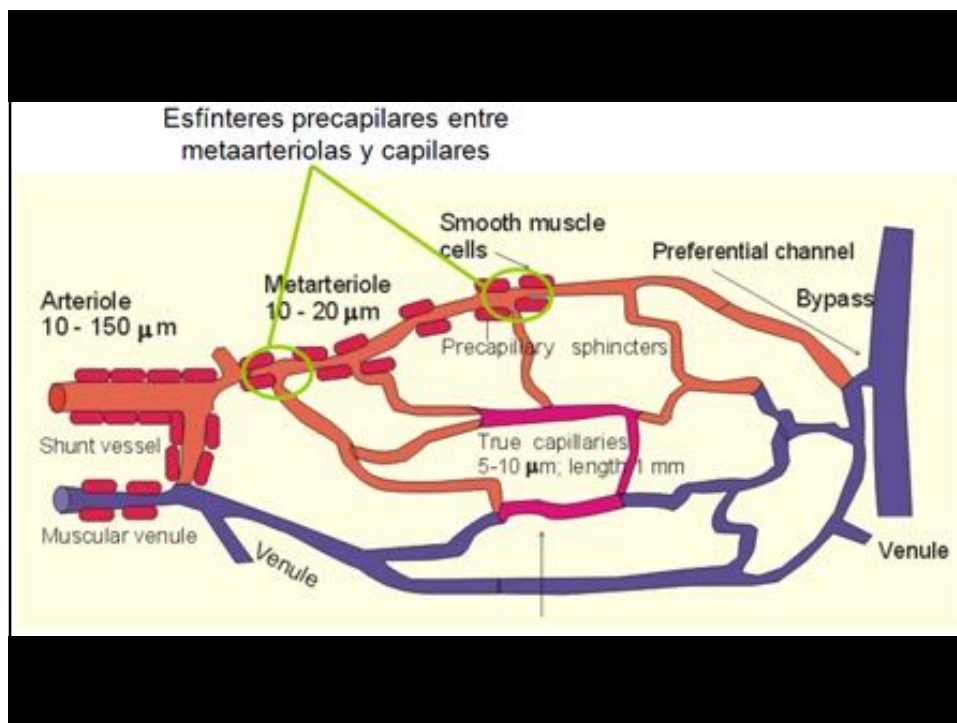 Esfínteres precapilares entre
metaarteriolas y capilares
Smooth muscle
cells
Preferential channel
Metarteriole
10 - 20 μm
Arteriole
10 - 150 μm
Bypass
Precapillary sphincters
Shunt vessel
True capillaries
5-10 μm; length 1 mm
Muscular venule
Venule
Venule